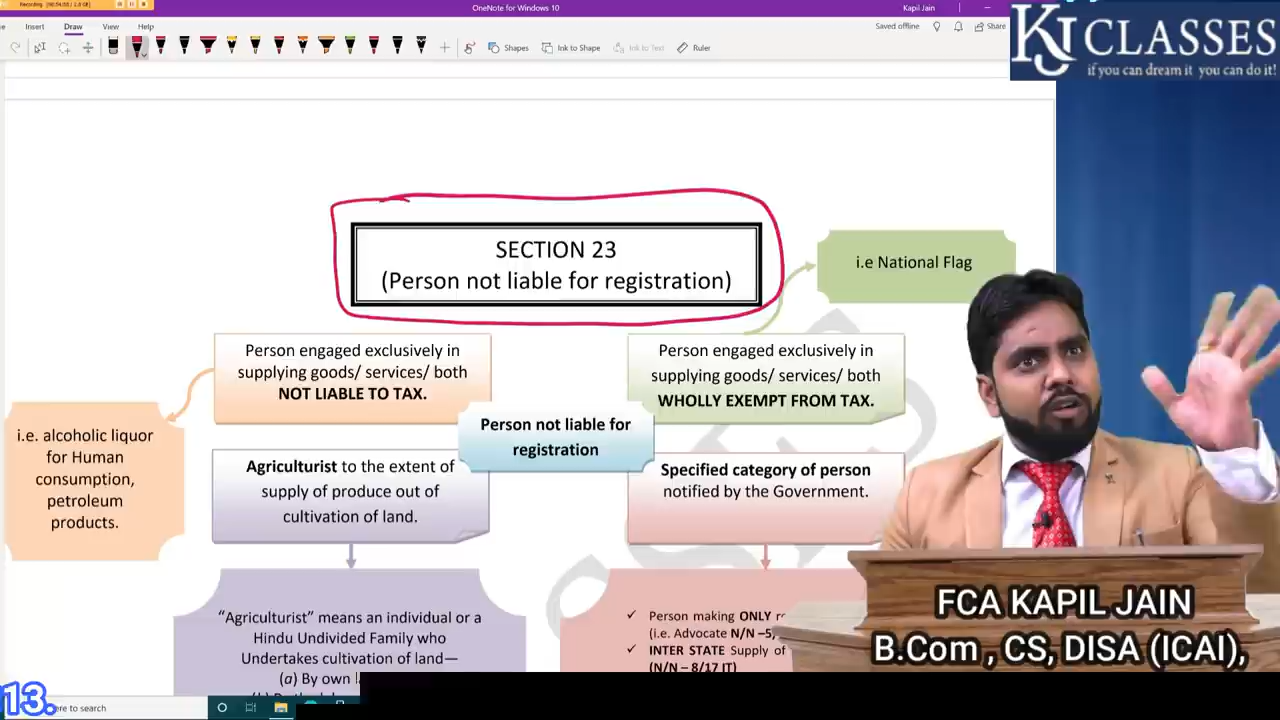 OneNote for Windows 10
Kapil Jain
Insert Draw View Help
Saved offline
Share
Shapes
Ink to Shape
Ink to Text
Ruler
KJ CLASSES
if you can dream it you can do it!
SECTION 23
(Person not liable for registration)
i.e National Flag
Person engaged exclusively in
supplying goods/ services/ both
NOT LIABLE TO TAX.
Person engaged exclusively in
supplying goods/ services/ both
WHOLLY EXEMPT FROM TAX.
i.e. alcoholic liquor
for Human
consumption,
petroleum
products.
Person not liable for
registration
Agriculturist to the extent of
supply of produce out of
cultivation of land.
Specified category of person
notified by the Government.
“Agriculturist” means an individual or a
Hindu Undivided Family who
Undertakes cultivation of land—
(a) By own
✓ Person making ONLY
(i.e. Advocate N/N –5,
✓ INTER STATE Supply of
(N/N – 8/17 IT)
FCA KAPIL JAIN
B.Com , CS, DISA (ICAI),
13.
to search